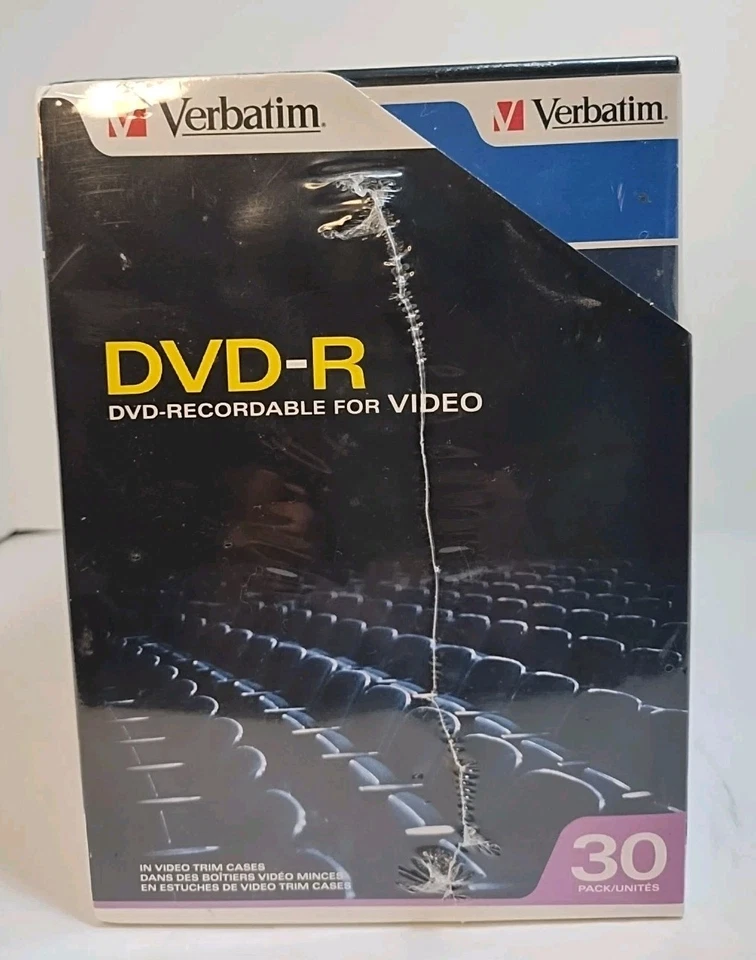 Verbatim.
Verbatim.
DVD-R
DVD-RECORDABLE FOR VIDEO
IN VIDEO TRIM CASES
DANS DES BOÎTIERS VIDÉO MINCES
EN ESTUCHES DE VIDEO TRIM CASES
30
PACK/UNITÉS